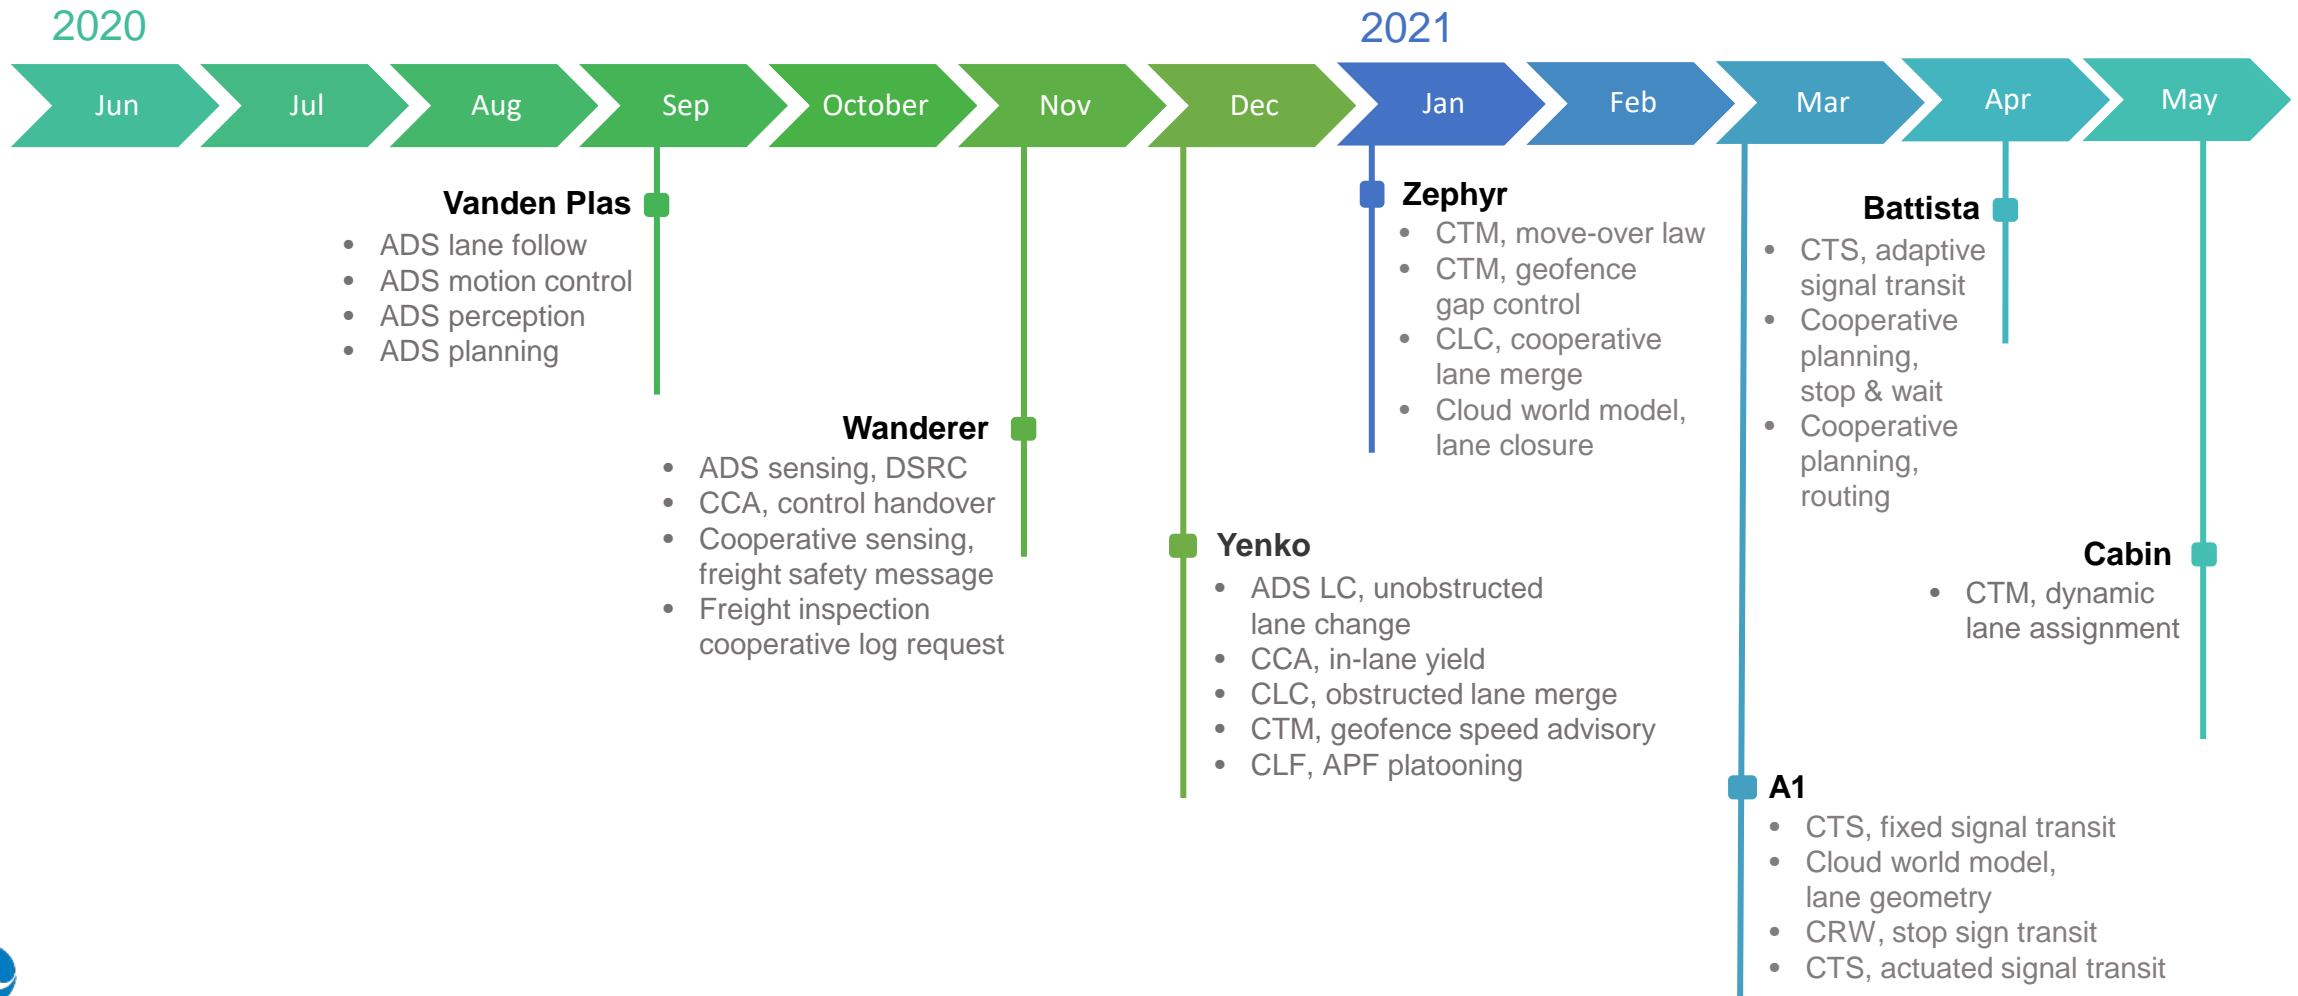 2020
2021
Jun
Jul
Aug
Sep
October
Nov
Dec
Jan
Feb
Mar
Apr
May
Vanden Plas
• ADS lane follow
• ADS motion control
• ADS perception
• ADS planning
Wanderer
• ADS sensing, DSRC
• CCA, control handover
• Cooperative sensing,
freight safety message
• Freight inspection
cooperative log request
Yenko
• ADS LC, unobstructed
lane change
• CCA, in-lane yield
• CLC, obstructed lane merge
• CTM, geofence speed advisory
• CLF, APF platooning
Zephyr
• CTM, move-over law
• CTM, geofence
gap control
• CLC, cooperative
lane merge
• Cloud world model,
lane closure
A1
• CTS, fixed signal transit
• Cloud world model,
lane geometry
• CRW, stop sign transit
• CTS, actuated signal transit
Battista
• CTS, adaptive
signal transit
• Cooperative
planning,
stop & wait
• Cooperative
planning,
routing
Cabin
• CTM, dynamic
lane assignment